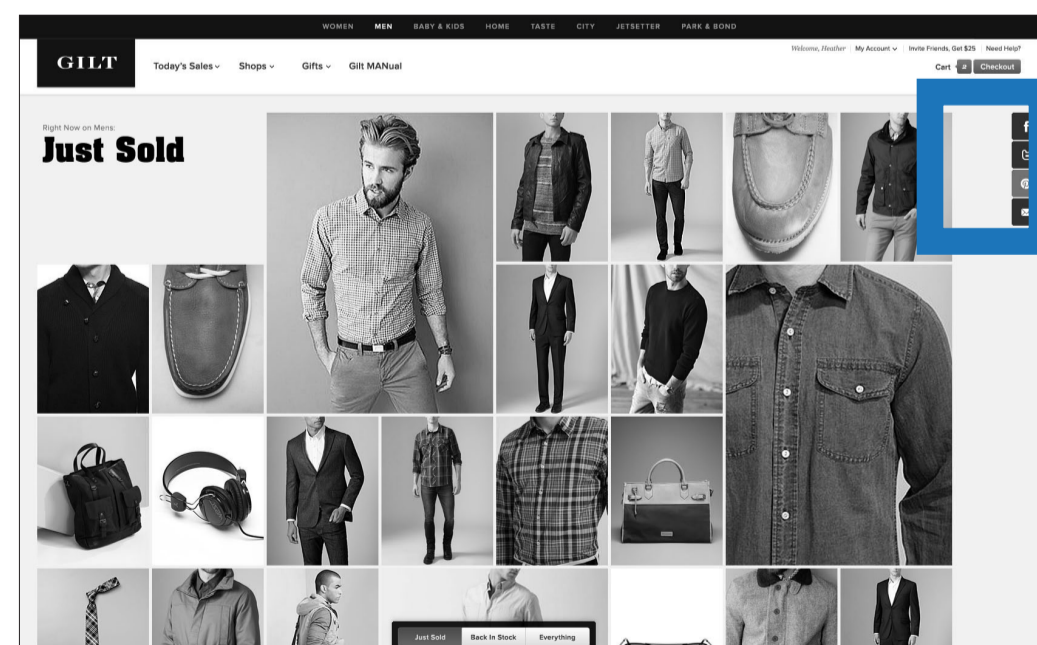 WOMEN MEN BABY & KIDS HOME TASTE CITY JETSETTER PARK & BOND
Welcome, Heather My Account Invite Friends, Get $25 Need Help?
GILT
Today's Sales Shops Gifts Gilt MANual
Cart Checkout
Right Now on Mens:
Just Sold
Just Sold Back In Stock Everything